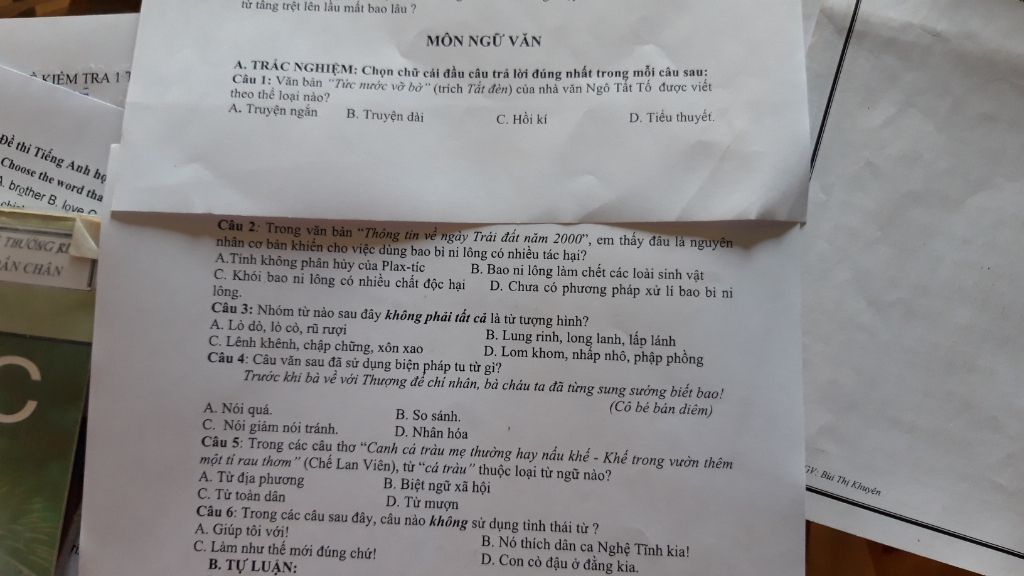 từ tầng trệt lên lầu mất bao lâu ?
MÔN NGỮ VĂN
A. TRẮC NGHIỆM: Chọn chữ cái đầu câu trả lời đúng nhất trong mỗi câu sau:
Câu 1: Văn bản "Tức nước vỡ bờ" (trích Tắt đèn) của nhà văn Ngô Tất Tố được viết
theo thể loại nào?
A. Truyện ngắn B. Truyện dài C. Hồi kí D. Tiểu thuyết.
Câu 2: Trong văn bản "Thông tin về ngày Trái đất năm 2000", em thấy đâu là nguyên
nhân cơ bản khiến cho việc dùng bao bì ni lông có nhiều tác hại?
A.Tính không phân hủy của Plax-tíc B. Bao ni lông làm chết các loài sinh vật
C. Khói bao ni lông có nhiều chất độc hại D. Chưa có phương pháp xử lí bao bì ni
lông.
Câu 3: Nhóm từ nào sau đây không phải tất cả là từ tượng hình?
A. Lò dò, lò cò, rũ rượi B. Lung rinh, long lanh, lấp lánh
C. Lênh khênh, chập chững, xôn xao D. Lom khom, nhấp nhô, phập phồng
Câu 4: Câu văn sau đã sử dụng biện pháp tu từ gì?
Trước khi bà về với Thượng đế chí nhân, bà cháu ta đã từng sung sướng biết bao!
(Cô bé bán diêm)
A. Nói quá. B. So sánh.
C. Nói giảm nói tránh. D. Nhân hóa
Câu 5: Trong các câu thơ "Canh cá tràu mẹ thường hay nấu khế - Khế trong vườn thêm
một tí rau thơm" (Chế Lan Viên), từ "cá tràu" thuộc loại từ ngữ nào?
A. Từ địa phương B. Biệt ngữ xã hội
C. Từ toàn dân D. Từ mượn
Câu 6: Trong các câu sau đây, câu nào không sử dụng tình thái từ ?
A. Giúp tôi với! B. Nó thích dân ca Nghệ Tĩnh kia!
C. Làm như thế mới đúng chứ! D. Con cò đậu ở đằng kia.
B. TỰ LUẬN:
KIỂM TRA 1
Đề thi Tiếng Anh
Choose the word tha
A. brother B. love
TRƯỜNG
CHÂN
C
GV: Bùi Thị Khuyên